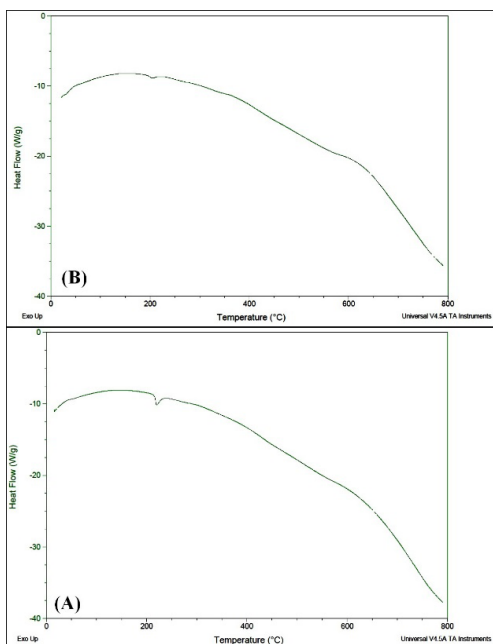 0
-10
-20
-30
-40
Heat Flow (W/g)
(B)
0 200 400 600 800
Exo Up Temperature (°C) Universal V4.5A TA Instruments
0
-10
-20
-30
-40
Heat Flow (W/g)
(A)
0 200 400 600 800
Exo Up Temperature (°C) Universal V4.5A TA Instruments